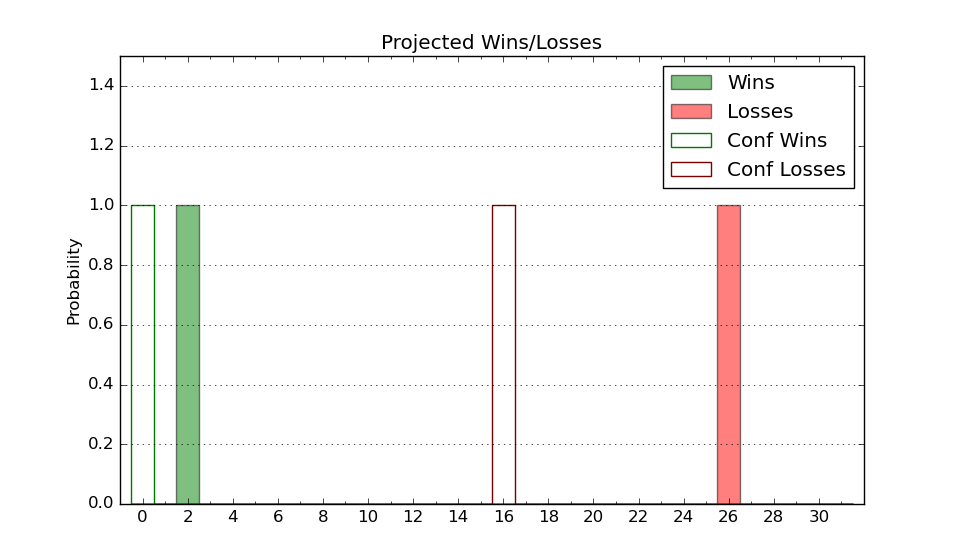 Projected Wins/Losses
Wins
Losses
Conf Wins
Conf Losses
Probability
1.4
1.2
1.0
0.8
0.6
0.4
0.2
0.0
0 2 4 6 8 10 12 14 16 18 20 22 24 26 28 30